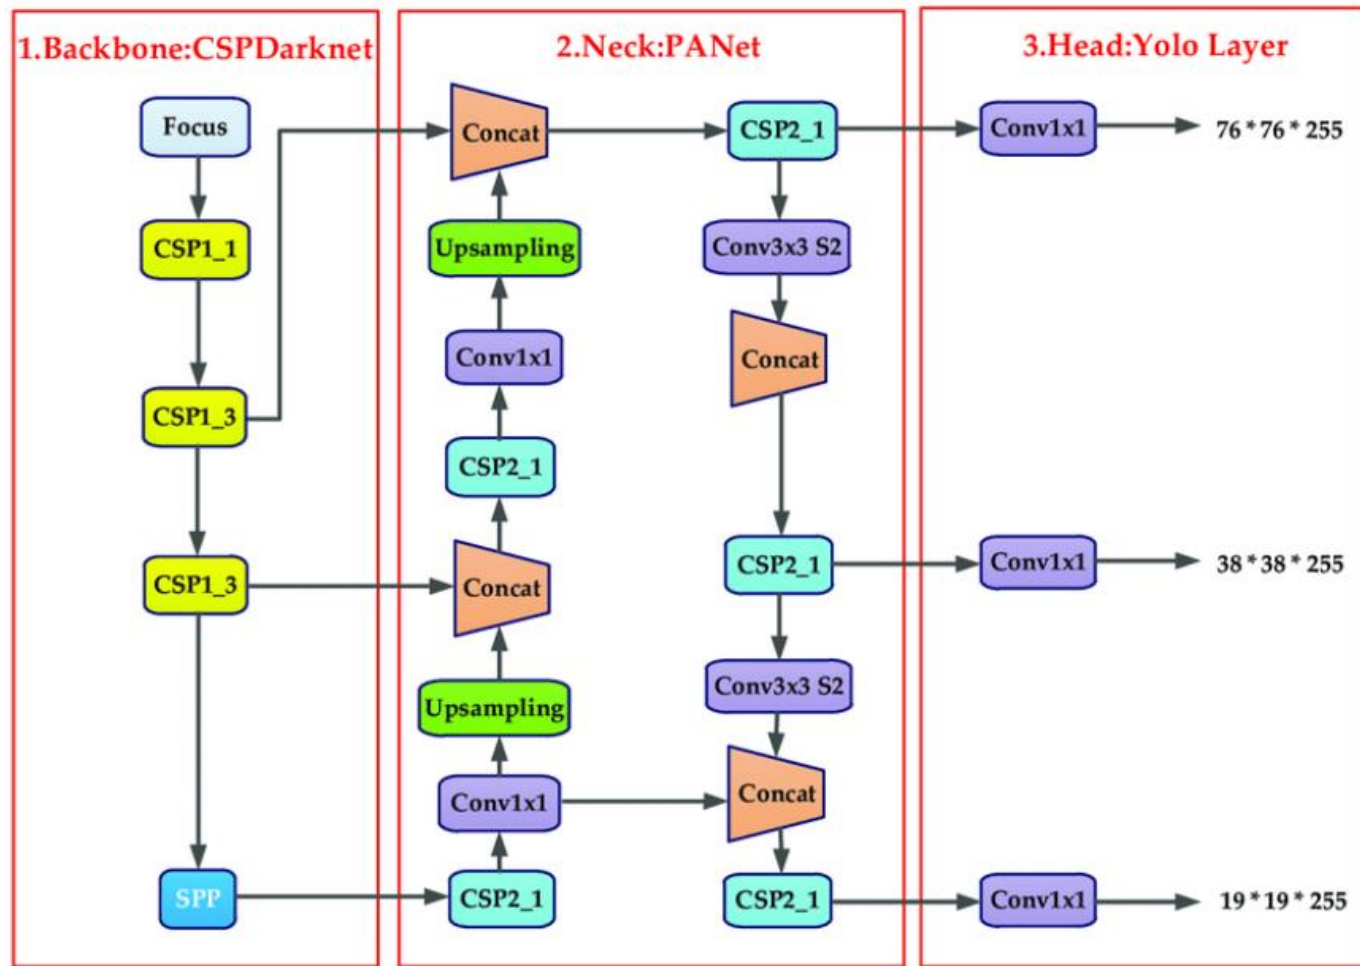 1.Backbone:CSPDarknet
Focus
CSP1_1
CSP1_3
CSP1_3
SPP
2.Neck:PANet
Concat
Upsampling
Conv1x1
CSP2_1
Concat
Upsampling
Conv1x1
CSP2_1
CSP2_1
Conv3x3 S2
Concat
CSP2_1
Conv3x3 S2
Concat
CSP2_1
3.Head:Yolo Layer
Conv1x1
76 * 76 * 255
Conv1x1
38 * 38 * 255
Conv1x1
19 * 19 * 255